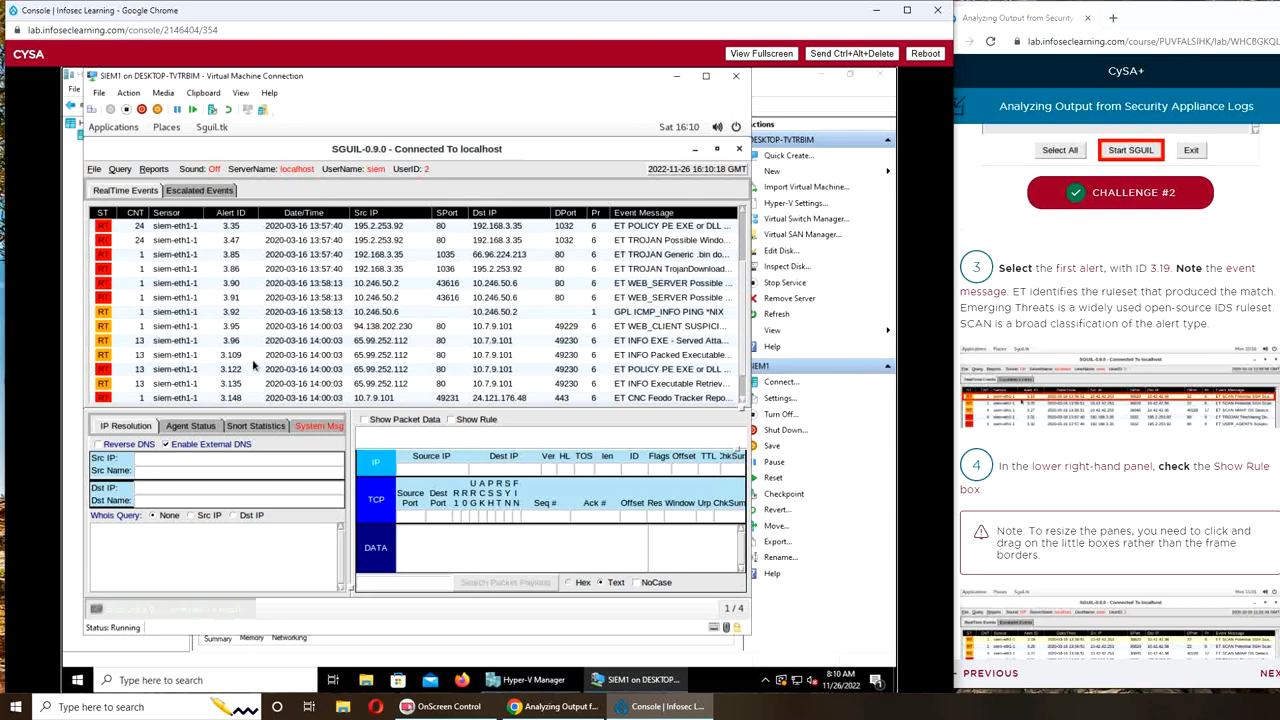 Console | Infosec Learning - Google Chrome
Analyzing Output from Security
lab.infoseclearning.com/console/2146404/354
lab.infoseclearning.com/course/PUVFALSIHK/lab/WHCBGKQL
CYSA
View Fullscreen Send Ctrl+Alt+Delete Reboot
SIEM1 on DESKTOP-TVTRBIM - Virtual Machine Connection
File Action Media Clipboard View Help
Applications Places Sguil.tk Sat 16:10
SGUIL-0.9.0 - Connected To localhost
File Query Reports Sound: Off ServerName: localhost UserName: siem UserID: 2 2022-11-26 16:10:18 GMT
RealTime Events Escalated Events
ST CNT Sensor Alert ID Date/Time Src IP SPort Dst IP DPort Pr Event Message
RT 24 siem-eth1-1 3.35 2020-03-16 13:57:40 195.2.253.92 80 192.168.3.35 1032 6 ET POLICY PE EXE or DLL ...
RT 24 siem-eth1-1 3.47 2020-03-16 13:57:40 195.2.253.92 80 192.168.3.35 1032 6 ET TROJAN Possible Windo...
RT 1 siem-eth1-1 3.85 2020-03-16 13:57:40 192.168.3.35 1035 66.96.224.213 80 6 ET TROJAN Generic .bin do...
RT 1 siem-eth1-1 3.86 2020-03-16 13:57:40 192.168.3.35 1036 195.2.253.92 80 6 ET TROJAN TrojanDownload...
RT 1 siem-eth1-1 3.90 2020-03-16 13:58:13 10.246.50.2 43616 10.246.50.6 80 6 ET WEB_SERVER Possible ...
RT 1 siem-eth1-1 3.91 2020-03-16 13:58:13 10.246.50.2 43616 10.246.50.6 80 6 ET WEB_SERVER Possible ...
RT 1 siem-eth1-1 3.92 2020-03-16 13:58:13 10.246.50.6 10.246.50.2 1 GPL ICMP_INFO PING *NIX
RT 1 siem-eth1-1 3.95 2020-03-16 14:00:03 94.138.202.230 80 10.7.9.101 49229 6 ET WEB_CLIENT SUSPICI...
RT 13 siem-eth1-1 3.96 2020-03-16 14:00:03 65.99.252.112 80 10.7.9.101 49230 6 ET INFO EXE - Served Atta...
RT 13 siem-eth1-1 3.109 2020-03-16 14:00:03 65.99.252.112 80 10.7.9.101 49230 6 ET INFO Packed Executable...
RT 13 siem-eth1-1 3.122 2020-03-16 14:00:03 65.99.252.112 80 10.7.9.101 49230 6 ET POLICY PE EXE or DLL ...
RT 13 siem-eth1-1 3.135 2020-03-16 14:00:03 65.99.252.112 80 10.7.9.101 49230 6 ET INFO Executable Retriev...
RT 1 siem-eth1-1 3.148 2020-03-16 14:00:03 10.7.9.101 49231 24.121.176.48 443 6 ET CNC Feodo Tracker Repo...
IP Resolution Agent Status Snort Statistics System
Show Packet Data Show Rule
Reverse DNS Enable External DNS
Src IP:
Src Name:
Dst IP:
Dst Name:
Whois Query: None Src IP Dst IP
IP Source IP Dest IP Ver HL TOS len ID Flags Offset TTL ChkSum
U A P R S F
TCP Source Port Dest Port R R R C S S Y I
1 0 G K H T N N Seq # Ack # Offset Res Window Urp ChkSum
DATA
Search Packet Payload Hex Text NoCase
1 / 4
Status: Running
Summary Memory Networking
File
DESKTOP-TVTRBIM
Quick Create...
New
Import Virtual Machine...
Hyper-V Settings...
Virtual Switch Manager...
Virtual SAN Manager...
Edit Disk...
Inspect Disk...
Stop Service
Remove Server
Refresh
View
Help
Connect...
Settings...
Turn Off...
Shut Down...
Save
Pause
Reset
Checkpoint
Revert...
Move...
Export...
Rename...
Help
Type here to search Hyper-V Manager SIEM1 on DESKTO... 8:10 AM
11/26/2022
CySA+
Analyzing Output from Security Appliance Logs
Select All Start SGUIL Exit
CHALLENGE #2
3 Select the first alert, with ID 3.19. Note the event
message. ET identifies the ruleset that produced the match.
Emerging Threats is a widely used open-source IDS ruleset.
SCAN is a broad classification of the alert type.
4 In the lower right-hand panel, check the Show Rule
box.
Note: To resize the panes, you need to click and
drag on the little boxes rather than the frame
borders.
PREVIOUS NEX
Type here to search OnScreen Control Analyzing Output f... Console | Infosec L...